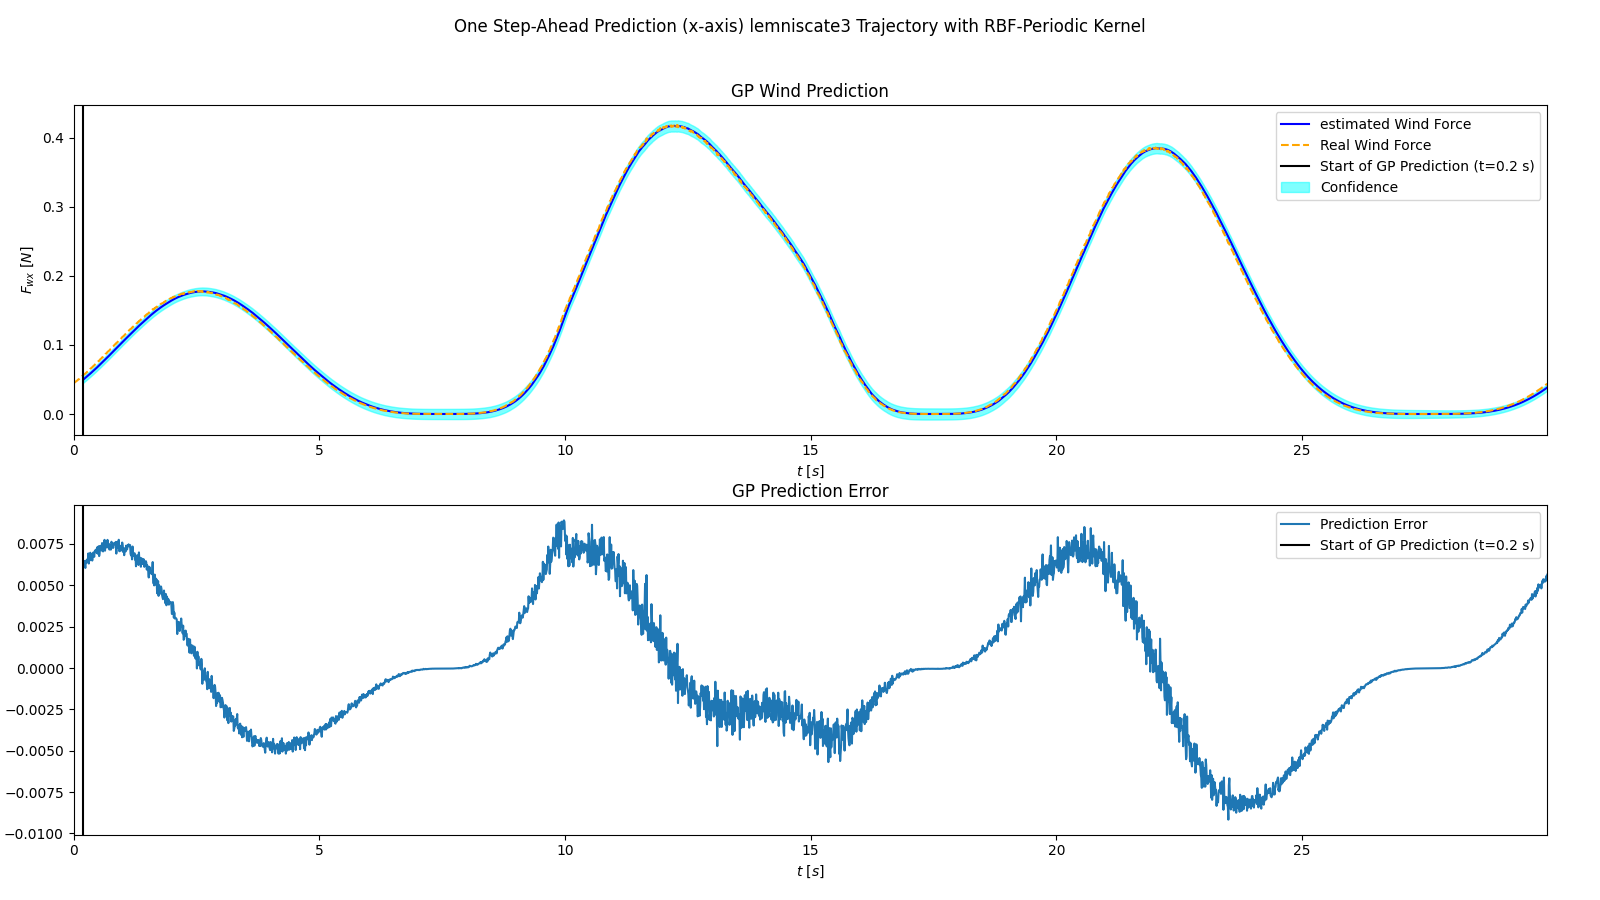 One Step-Ahead Prediction (x-axis) lemniscate3 Trajectory with RBF-Periodic Kernel
GP Wind Prediction
estimated Wind Force
Real Wind Force
Start of GP Prediction (t=0.2 s)
Confidence
F_wx [N]
0.4
0.3
0.2
0.1
0.0
0 5 10 15 20 25
t [s]
GP Prediction Error
Prediction Error
Start of GP Prediction (t=0.2 s)
0.0075
0.0050
0.0025
0.0000
−0.0025
−0.0050
−0.0075
−0.0100
0 5 10 15 20 25
t [s]